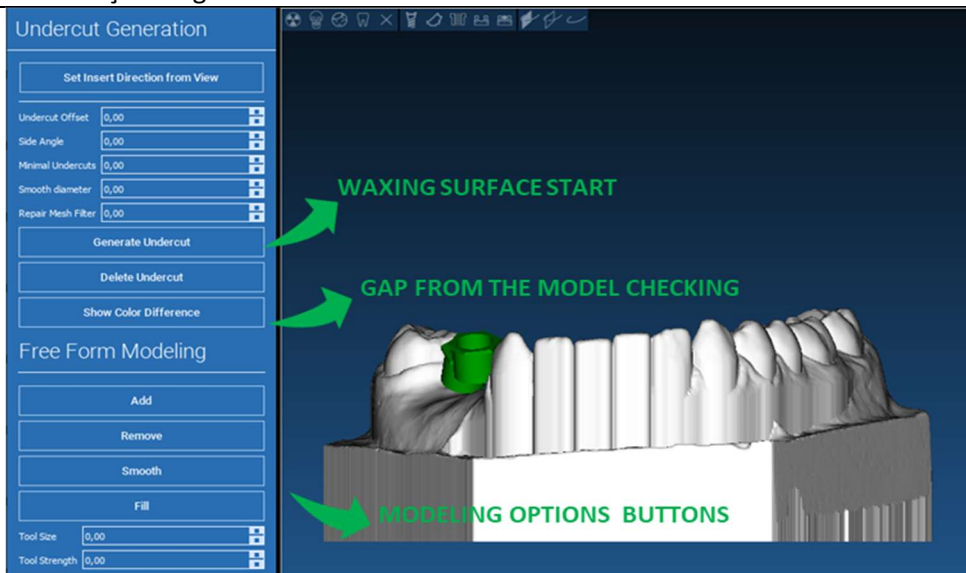 Undercut Generation
Set Insert Direction from View
Undercut Offset 0,00
Side Angle 0,00
Minimal Undercuts 0,00
Smooth diameter 0,00
Repair Mesh Filter 0,00
Generate Undercut
Delete Undercut
Show Color Difference
Free Form Modeling
Add
Remove
Smooth
Fill
Tool Size 0,00
Tool Strength 0,00
WAXING SURFACE START
GAP FROM THE MODEL CHECKING
MODELING OPTIONS BUTTONS